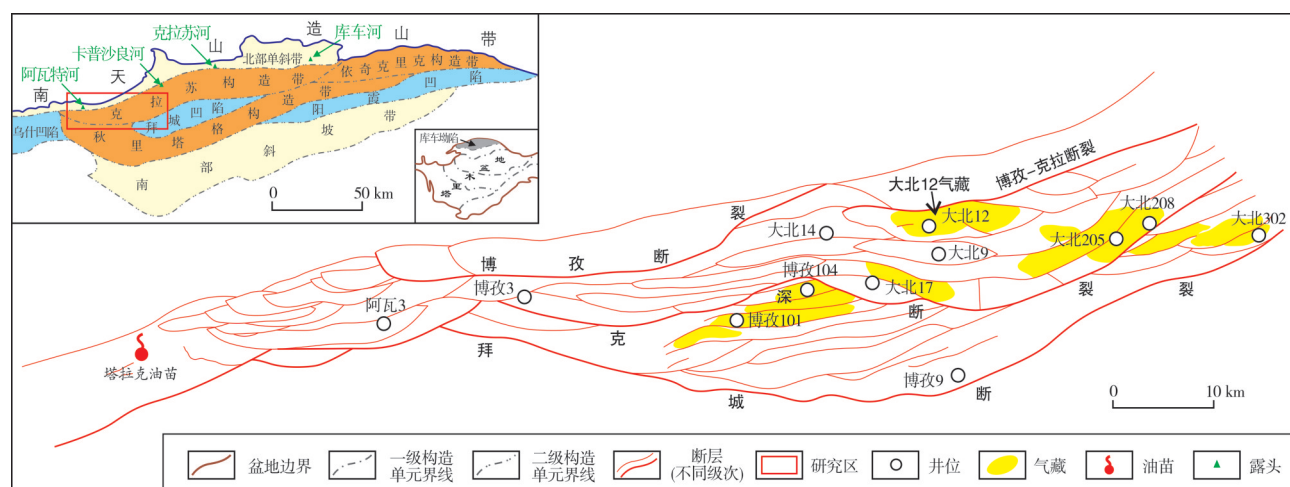 南天山造山带
阿瓦特河
卡普沙良河
克拉苏河
库车河
北部单斜带
克拉苏构造带
依奇克里克构造带
乌什凹陷
拜城凹陷
阳霞凹陷
秋里塔格构造带
南部斜坡带
0 50 km
库车坳陷
塔里木盆地
博孜-克拉断裂
大北12气藏
大北12
大北208
大北302
大北14
大北205
大北9
博孜断裂
博孜104
大北17
博孜3
阿瓦3
博孜101
克深断裂
塔拉克油苗
博孜9
拜城断裂
0 10 km
盆地边界
一级构造
单元界线
二级构造
单元界线
断层
(不同级次)
研究区
井位
气藏
油苗
露头